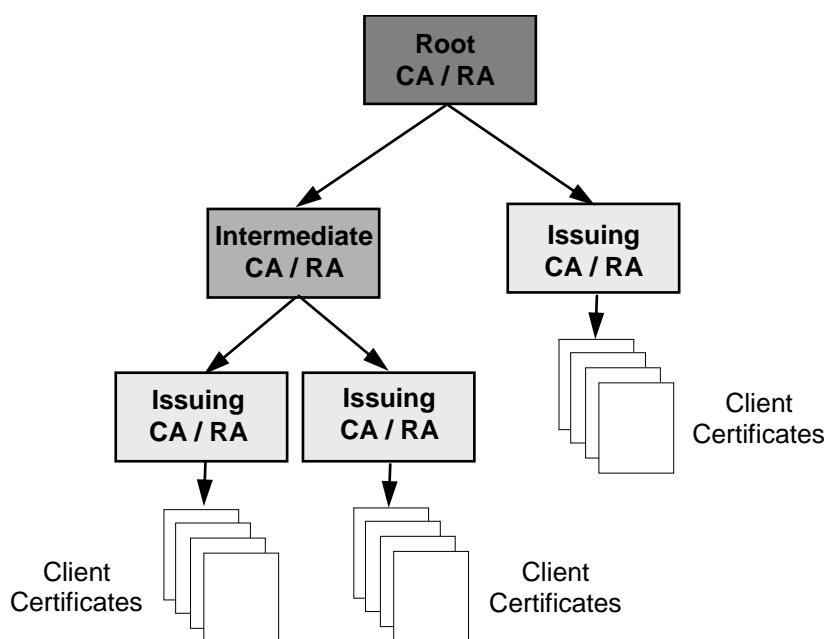 Root
CA / RA
Intermediate
CA / RA
Issuing
CA / RA
Issuing
CA / RA
Issuing
CA / RA
Client
Certificates
Client
Certificates
Client
Certificates